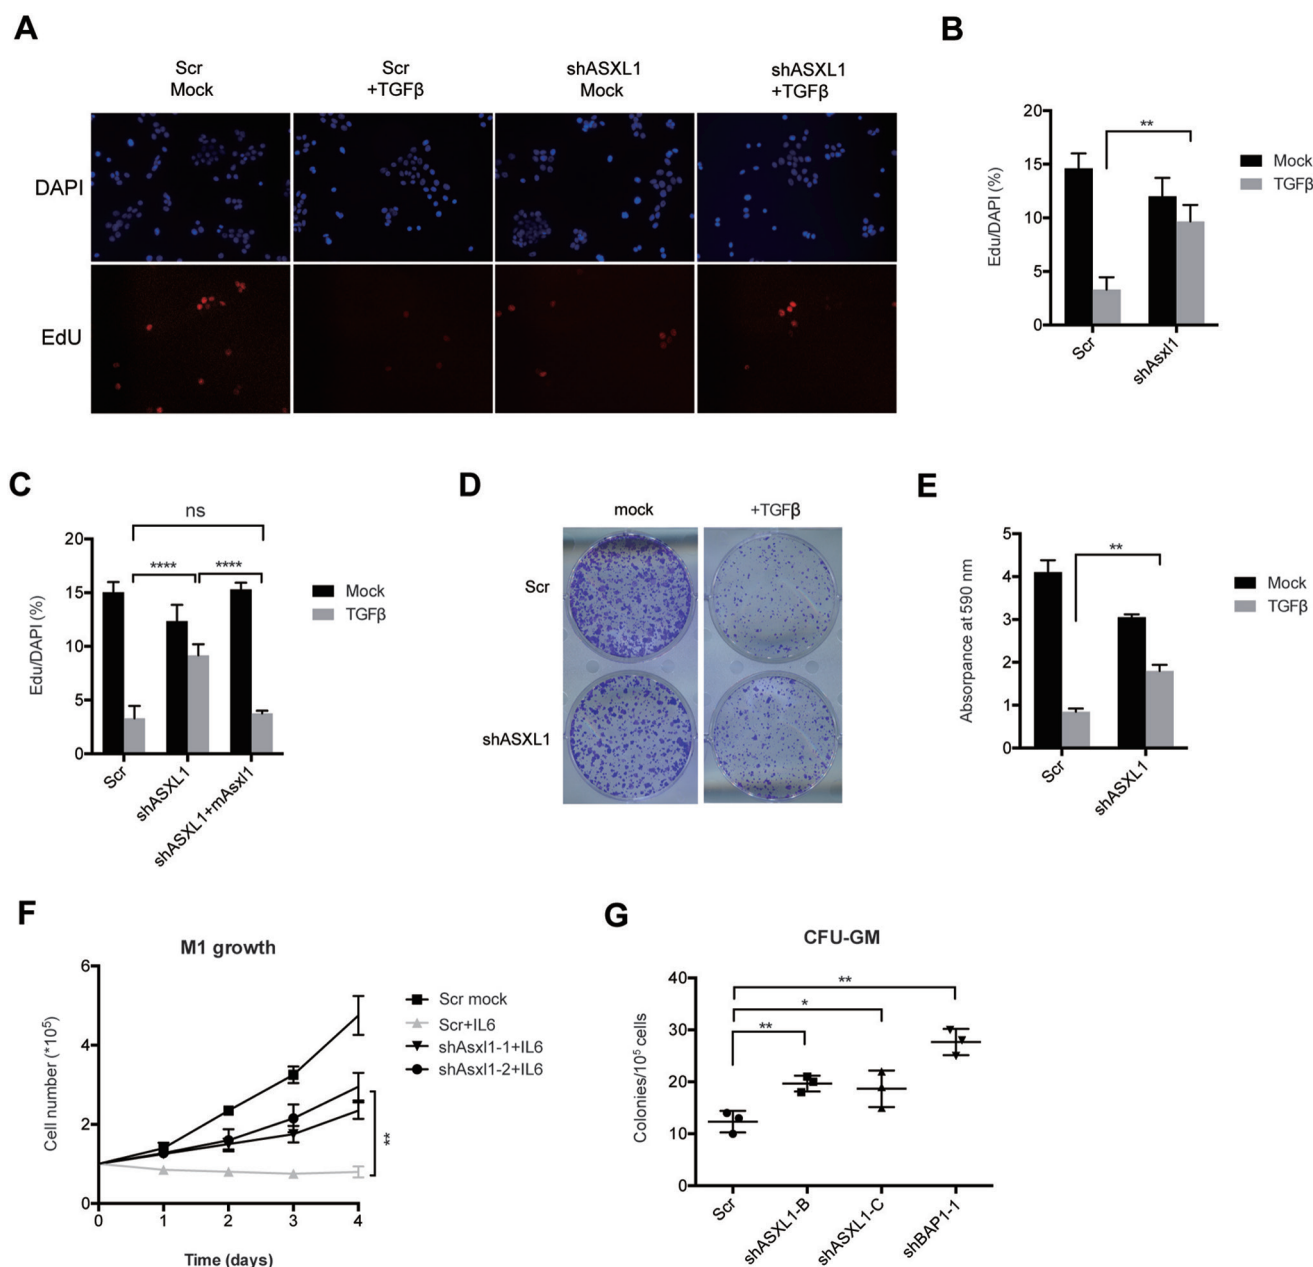 A
Scr
Mock
Scr
+TGFβ
shASXL1
Mock
shASXL1
+TGFβ
DAPI
EdU
B
20
15
10
5
0
Edu/DAPI (%)
**
Mock
TGFβ
Scr
shAsxl1
C
ns
**** ****
20
15
10
5
0
Edu/DAPI (%)
Mock
TGFβ
Scr
shASXL1
shASXL1+mAsxl1
D
mock
+TGFβ
Scr
shASXL1
E
5
4
3
2
1
0
Absorpance at 590 nm
**
Mock
TGFβ
Scr
shASXL1
F
M1 growth
6
4
2
0
Cell number (*10⁵)
0 1 2 3 4
Time (days)
**
Scr mock
Scr+IL6
shAsxl1-1+IL6
shAsxl1-2+IL6
G
CFU-GM
40
30
20
10
0
Colonies/10⁵ cells
**
*
**
Scr
shASXL1-B
shASXL1-C
shBAP1-1